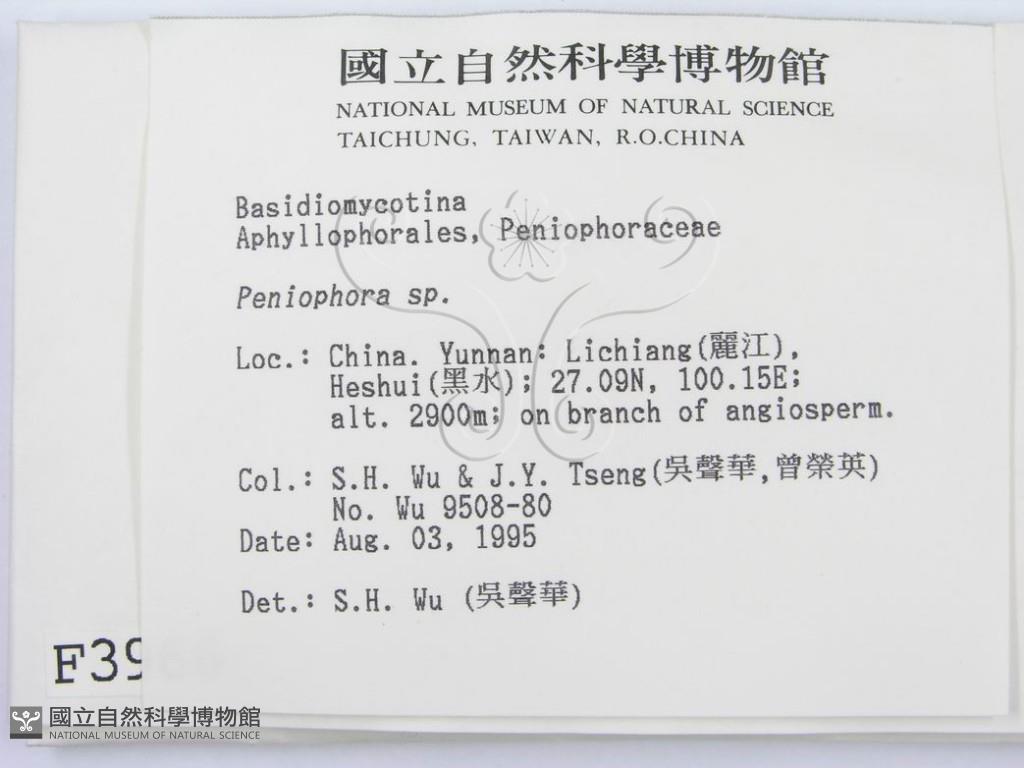 國立自然科學博物館
NATIONAL MUSEUM OF NATURAL SCIENCE
TAICHUNG, TAIWAN, R.O.CHINA
Basidiomycotina
Aphyllophorales, Peniophoraceae
Peniophora sp.
Loc.: China. Yunnan: Lichiang(麗江),
Heshui(黑水); 27.09N, 100.15E;
alt. 2900m; on branch of angiosperm.
Col.: S.H. Wu & J.Y. Tseng(吳聲華,曾榮英)
No. Wu 9508-80
Date: Aug. 03, 1995
Det.: S.H. Wu (吳聲華)
國立自然科學博物館
NATIONAL MUSEUM OF NATURAL SCIENCE